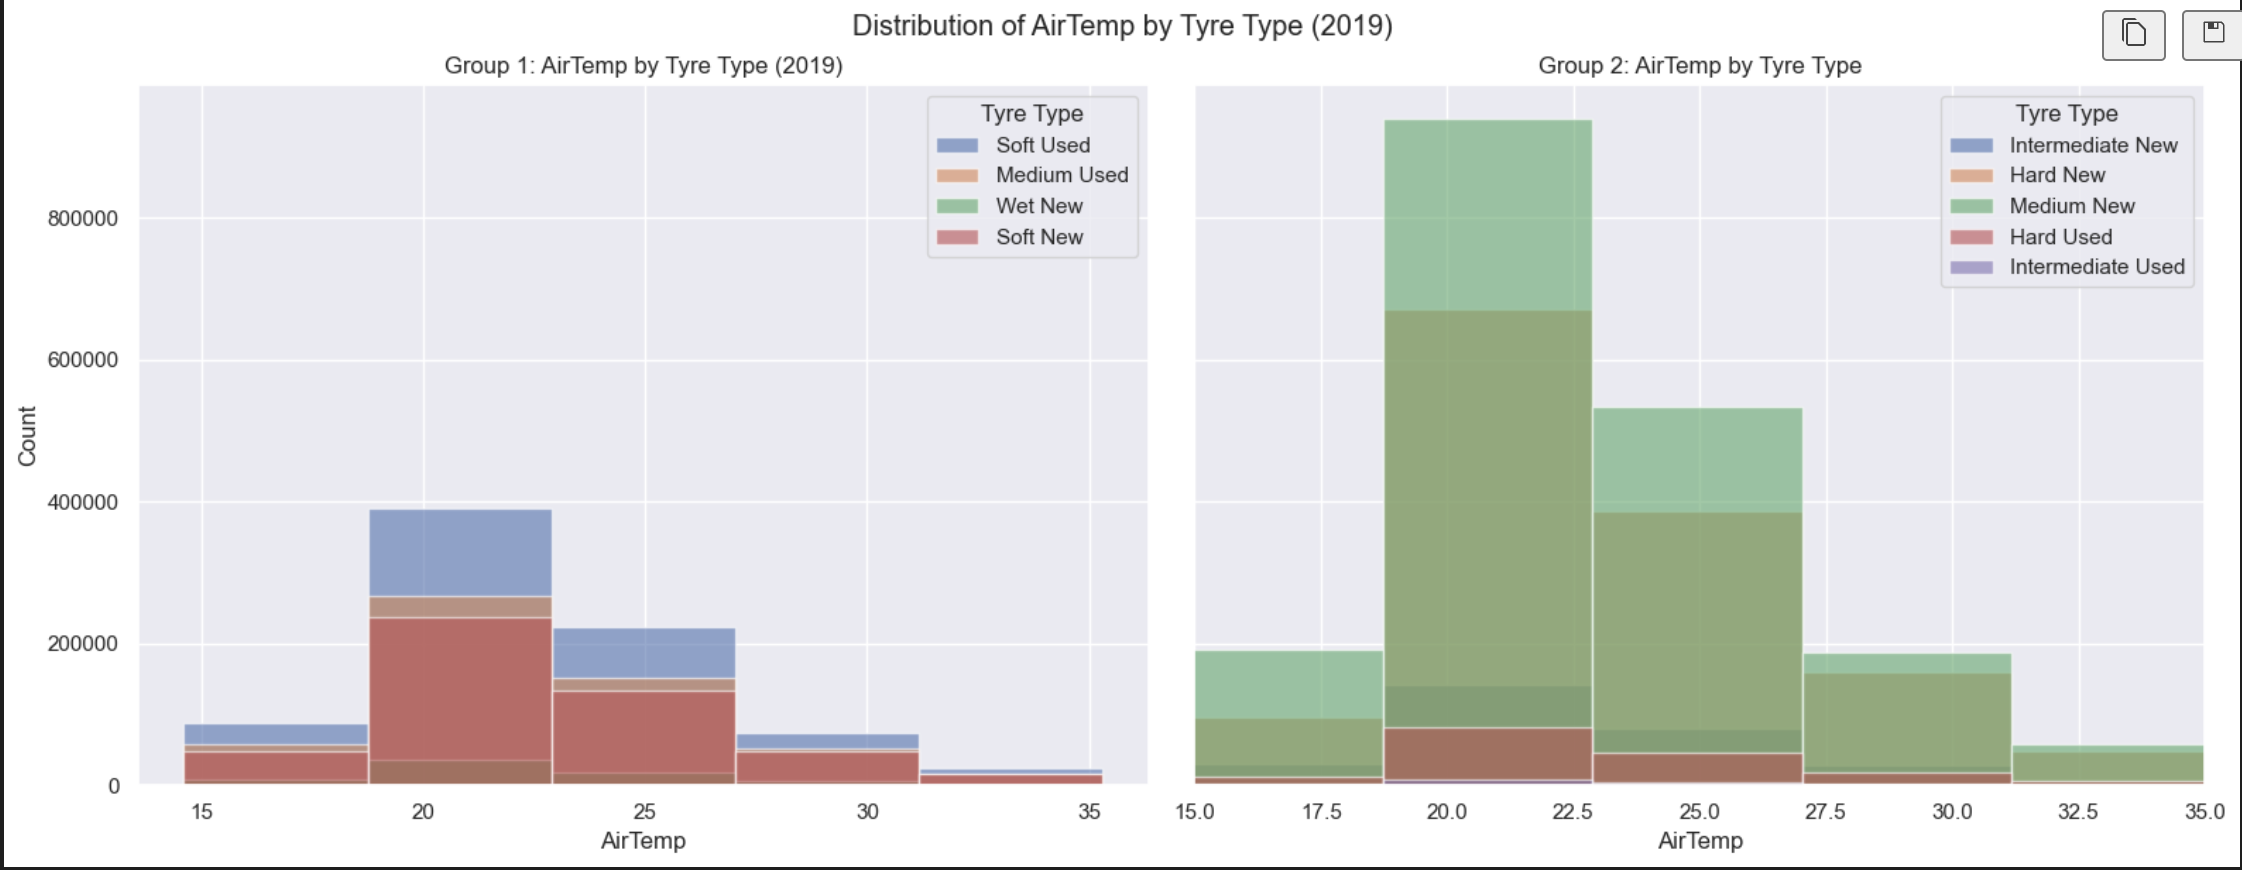 Distribution of AirTemp by Tyre Type (2019)
Group 1: AirTemp by Tyre Type (2019)
Tyre Type
Soft Used
Medium Used
Wet New
Soft New
Count
800000
600000
400000
200000
0
15 20 25 30 35
AirTemp
Group 2: AirTemp by Tyre Type
Tyre Type
Intermediate New
Hard New
Medium New
Hard Used
Intermediate Used
15.0 17.5 20.0 22.5 25.0 27.5 30.0 32.5 35.0
AirTemp